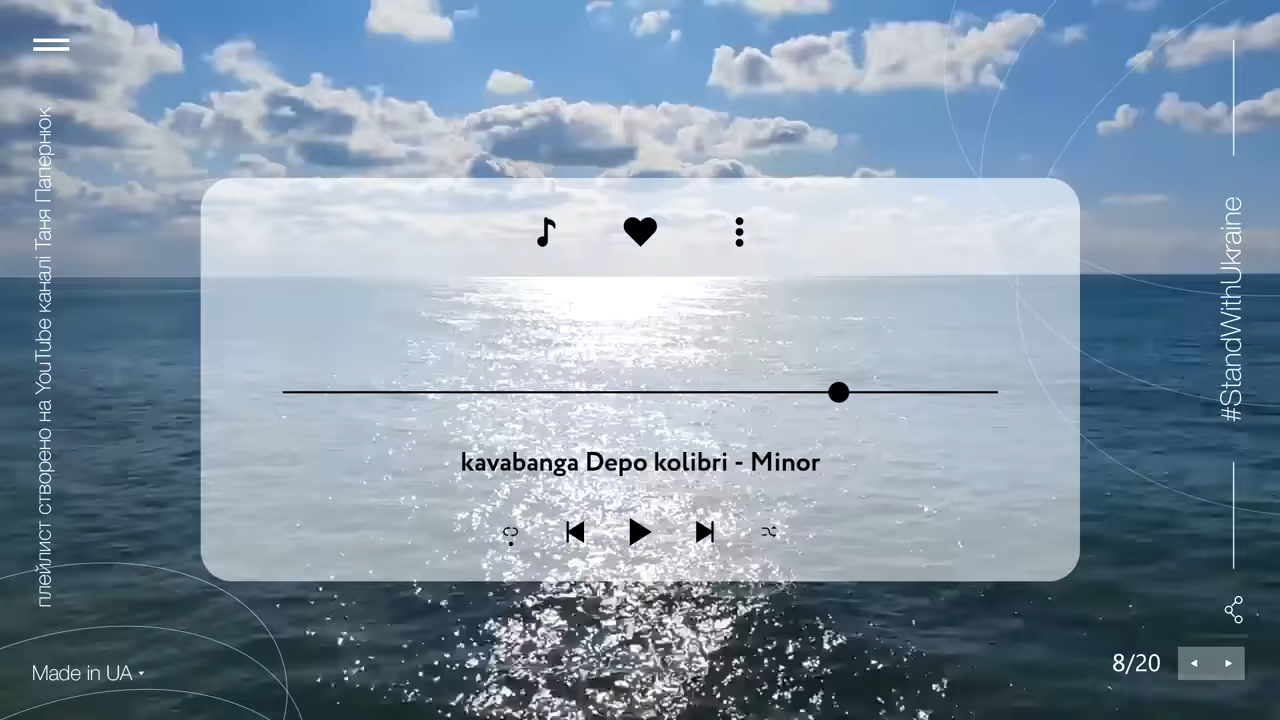 плейлист створено на YouTube каналі Таня Папернюк
#StandWithUkraine
kavabanga Depo kolibri - Minor
Made in UA
8/20